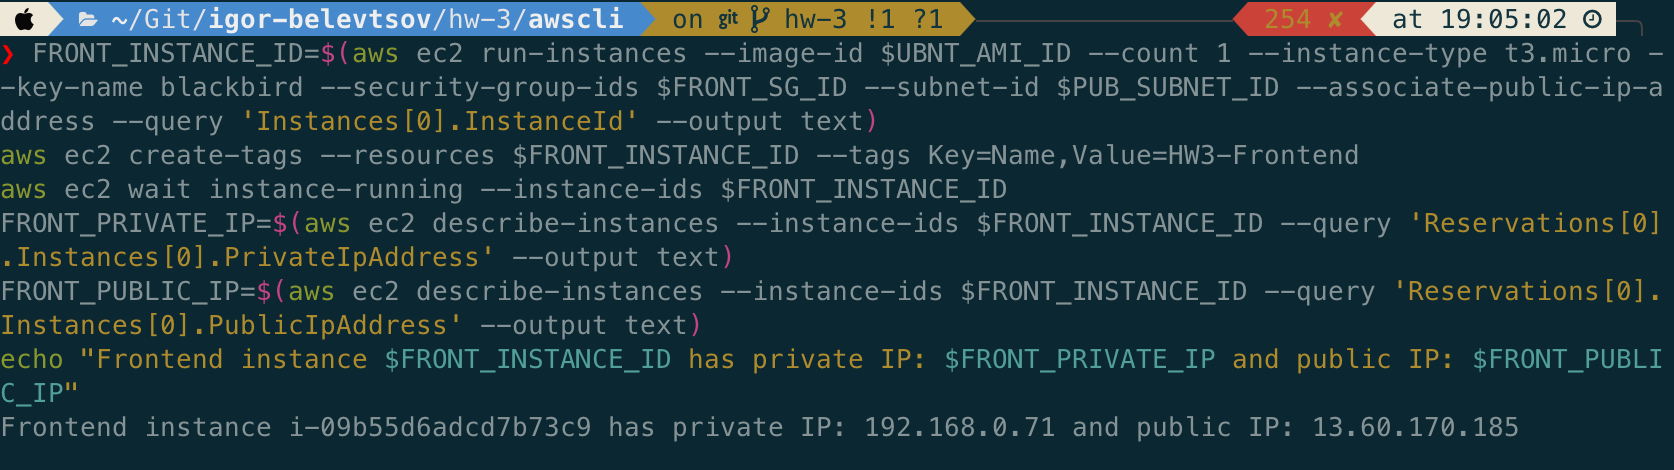 ~/Git/igor-belevtsov/hw-3/awscli on git hw-3 !1 ?1 254 ✘ at 19:05:02
❯ FRONT_INSTANCE_ID=$(aws ec2 run-instances --image-id $UBNT_AMI_ID --count 1 --instance-type t3.micro -
-key-name blackbird --security-group-ids $FRONT_SG_ID --subnet-id $PUB_SUBNET_ID --associate-public-ip-a
ddress --query 'Instances[0].InstanceId' --output text)
aws ec2 create-tags --resources $FRONT_INSTANCE_ID --tags Key=Name,Value=HW3-Frontend
aws ec2 wait instance-running --instance-ids $FRONT_INSTANCE_ID
FRONT_PRIVATE_IP=$(aws ec2 describe-instances --instance-ids $FRONT_INSTANCE_ID --query 'Reservations[0]
.Instances[0].PrivateIpAddress' --output text)
FRONT_PUBLIC_IP=$(aws ec2 describe-instances --instance-ids $FRONT_INSTANCE_ID --query 'Reservations[0].
Instances[0].PublicIpAddress' --output text)
echo "Frontend instance $FRONT_INSTANCE_ID has private IP: $FRONT_PRIVATE_IP and public IP: $FRONT_PUBLI
C_IP"
Frontend instance i-09b55d6adcd7b73c9 has private IP: 192.168.0.71 and public IP: 13.60.170.185